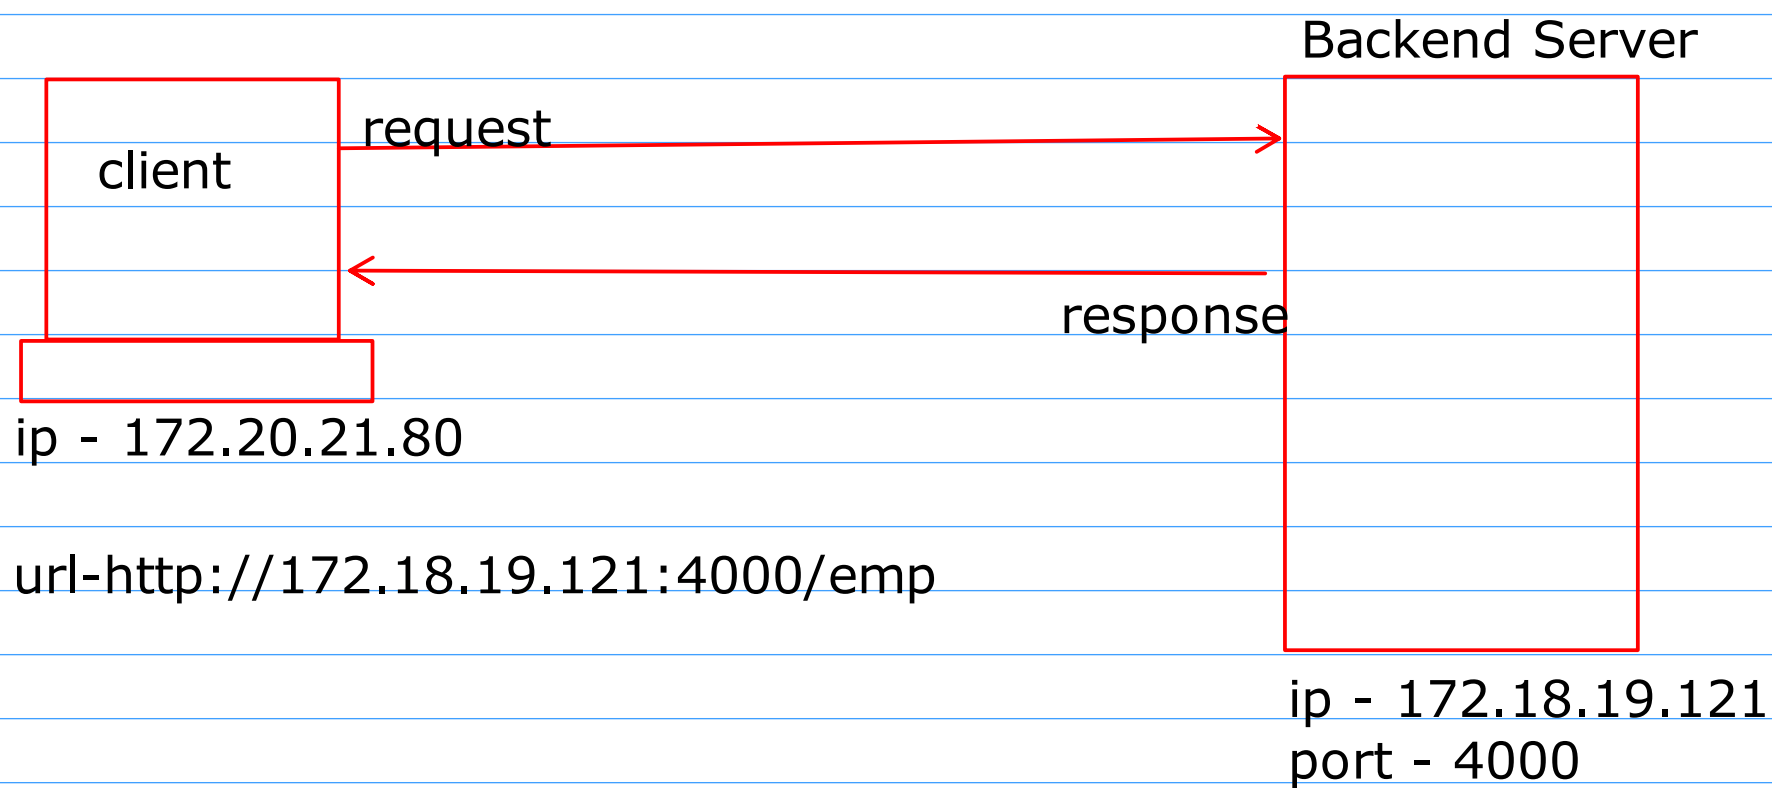 Backend Server
request
client
response
ip - 172.20.21.80
url-http://172.18.19.121:4000/emp
ip - 172.18.19.121
port - 4000